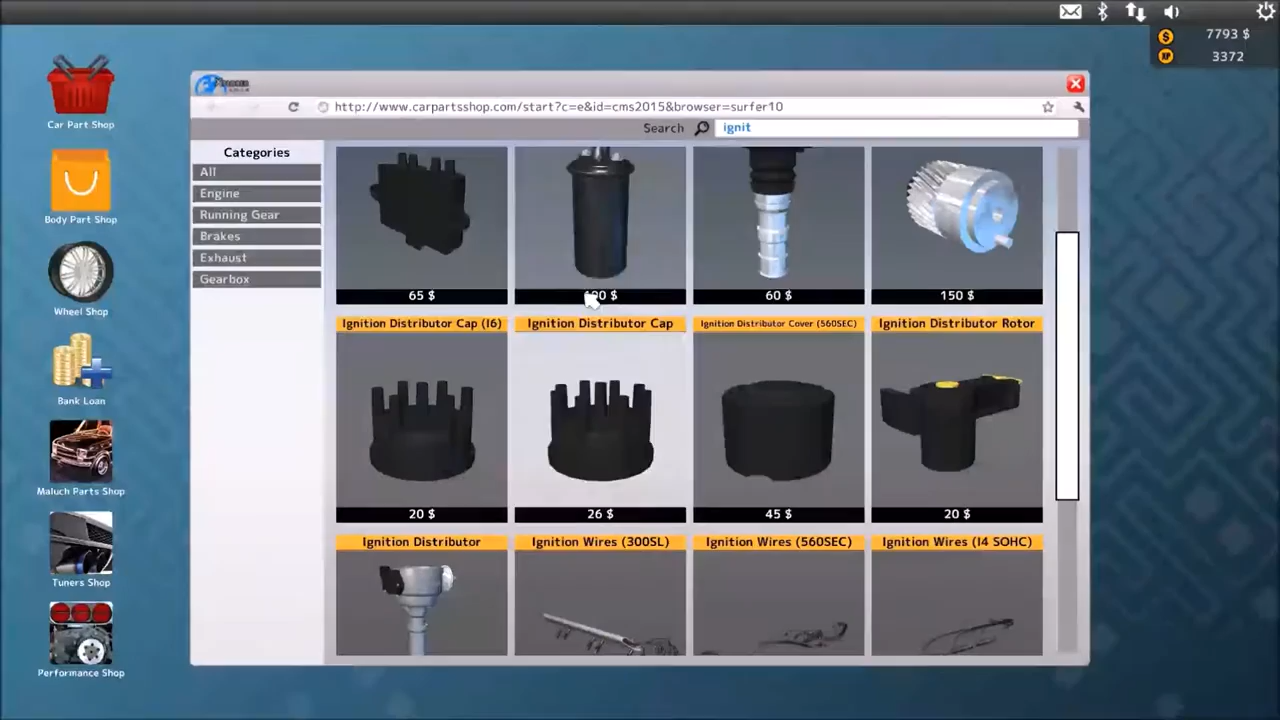 7793 $
3372
http://www.carpartsshop.com/start?c=e&id=cms2015&browser=surfer10
Search
ignit
Categories
All
Engine
Running Gear
Brakes
Exhaust
Gearbox
Car Part Shop
Body Part Shop
Wheel Shop
Bank Loan
Maluch Parts Shop
Tuners Shop
Performance Shop
65 $
60 $
150 $
Ignition Distributor Cap (I6)
Ignition Distributor Cap
Ignition Distributor Cover (560SEC)
Ignition Distributor Rotor
20 $
26 $
45 $
20 $
Ignition Distributor
Ignition Wires (300SL)
Ignition Wires (560SEC)
Ignition Wires (I4 SOHC)